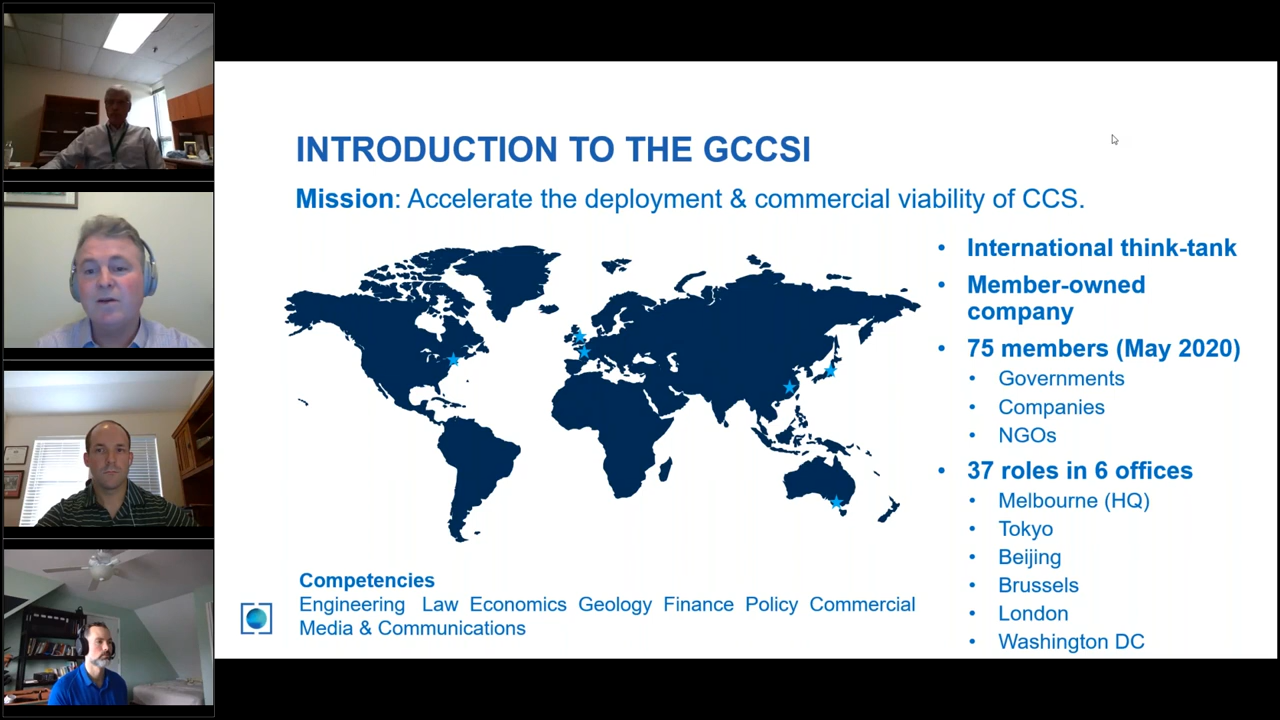 INTRODUCTION TO THE GCCSI
Mission: Accelerate the deployment & commercial viability of CCS.
• International think-tank
• Member-owned
company
• 75 members (May 2020)
• Governments
• Companies
• NGOs
• 37 roles in 6 offices
• Melbourne (HQ)
• Tokyo
• Beijing
• Brussels
• London
• Washington DC
Competencies
Engineering Law Economics Geology Finance Policy Commercial
Media & Communications